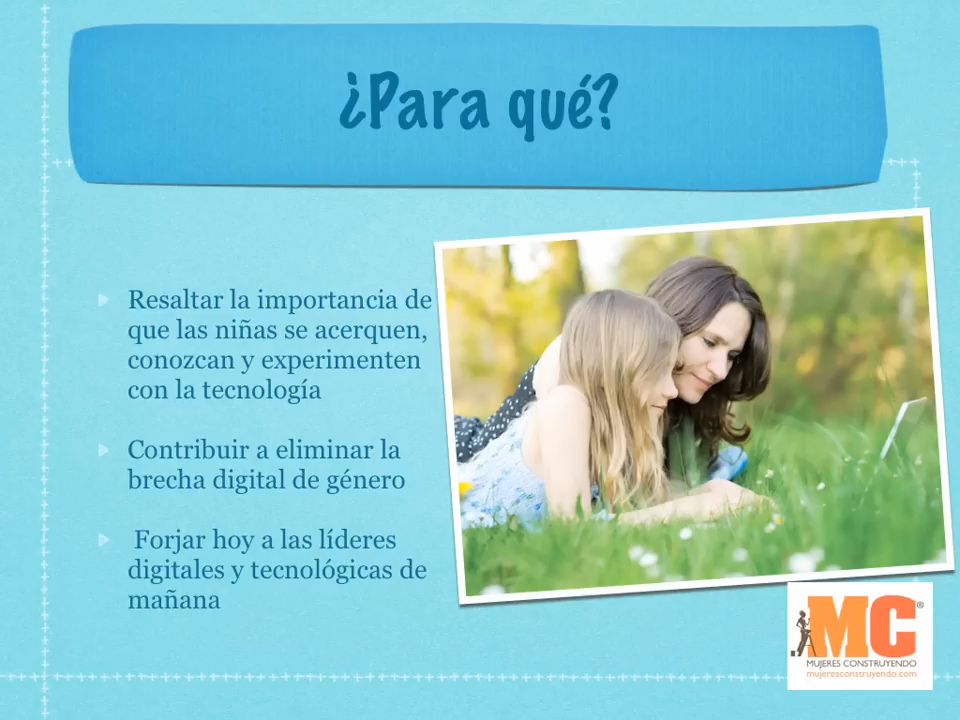 ¿Para qué?
Resaltar la importancia de
que las niñas se acerquen,
conozcan y experimenten
con la tecnología
Contribuir a eliminar la
brecha digital de género
Forjar hoy a las líderes
digitales y tecnológicas de
mañana
MC®
MUJERES CONSTRUYENDO
mujeresconstruyendo.com